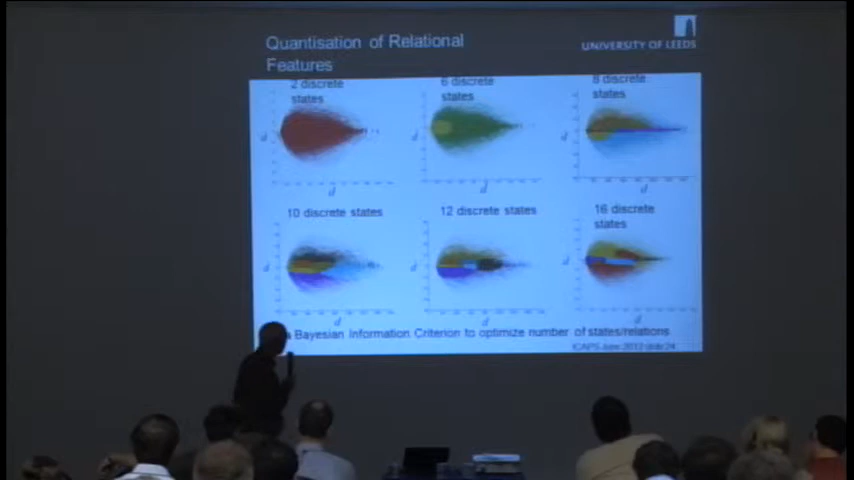 Quantisation of Relational
Features
UNIVERSITY OF LEEDS
2 discrete
states
6 discrete
states
8 discrete
states
d
d
d
d
d
d
10 discrete states
12 discrete states
16 discrete
states
d
d
d
d
d
d
Bayesian Information Criterion to optimize number of states/relations